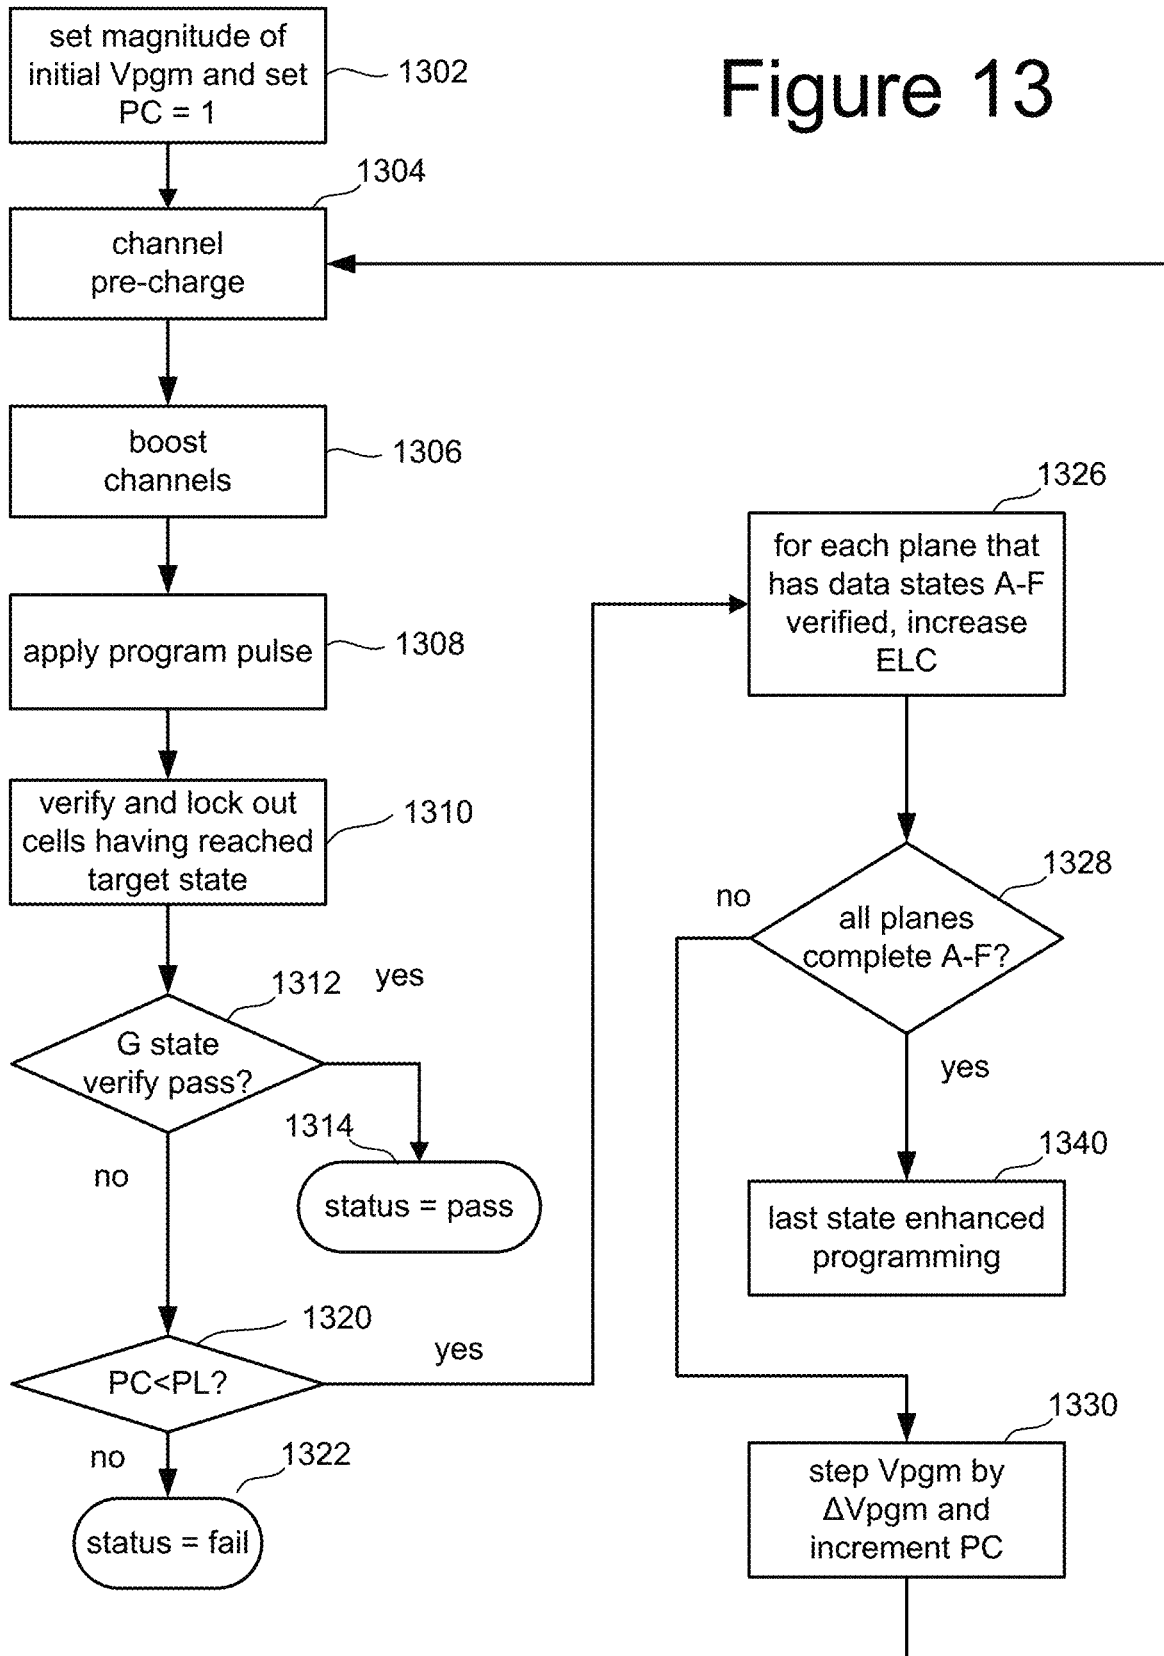 Figure 13
set magnitude of
initial Vpgm and set
PC = 1
1302
1304
channel
pre-charge
boost
channels
1306
apply program pulse
1308
verify and lock out
cells having reached
target state
1310
1312
yes
G state
verify pass?
1314
status = pass
no
1320
PC<PL?
yes
no
1322
status = fail
1326
for each plane that
has data states A-F
verified, increase
ELC
1328
no
all planes
complete A-F?
yes
1340
last state enhanced
programming
1330
step Vpgm by
ΔVpgm and
increment PC